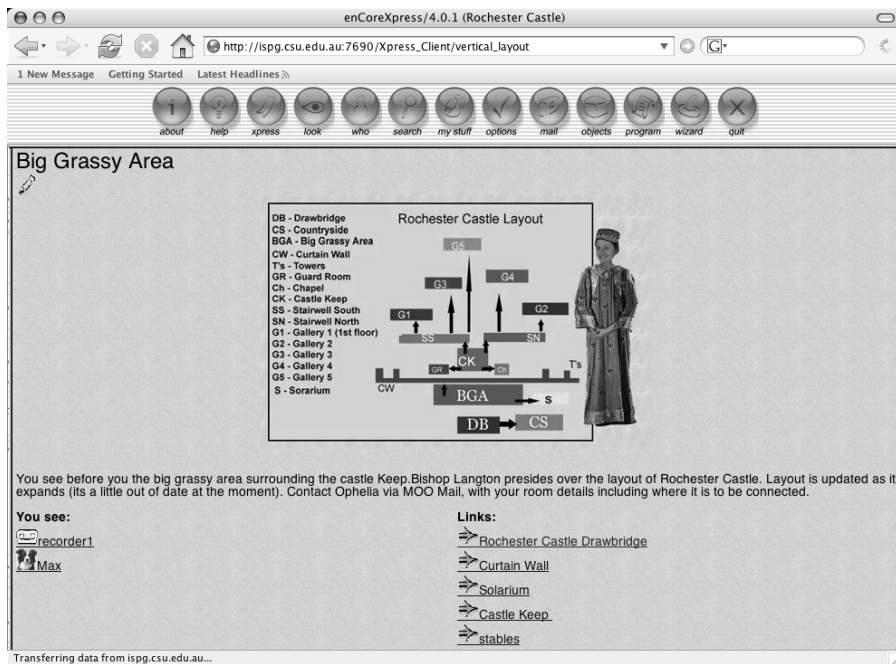 enCoreXpress/4.0.1 (Rochester Castle)
http://ispg.csu.edu.au:7690/Xpress_Client/vertical_layout
G
1 New Message Getting Started Latest Headlines
about help xpress look who search my stuff options mail objects program wizard quit
Big Grassy Area
DB - Drawbridge
CS - Countryside
BGA - Big Grassy Area
CW - Curtain Wall
T's - Towers
GR - Guard Room
Ch - Chapel
CK - Castle Keep
SS - Stairwell South
SN - Stairwell North
G1 - Gallery 1 (1st floor)
G2 - Gallery 2
G3 - Gallery 3
G4 - Gallery 4
G5 - Gallery 5
S - Sorarium
Rochester Castle Layout
G5
G3 G4
G1 G2
SS SN
CK
GR Ch T's
CW
BGA S
DB CS
You see before you the big grassy area surrounding the castle Keep.Bishop Langton presides over the layout of Rochester Castle. Layout is updated as it
expands (its a little out of date at the moment). Contact Ophelia via MOO Mail, with your room details including where it is to be connected.
You see:
recorder1
Max
Links:
Rochester Castle Drawbridge
Curtain Wall
Solarium
Castle Keep
stables
Transferring data from ispg.csu.edu.au...